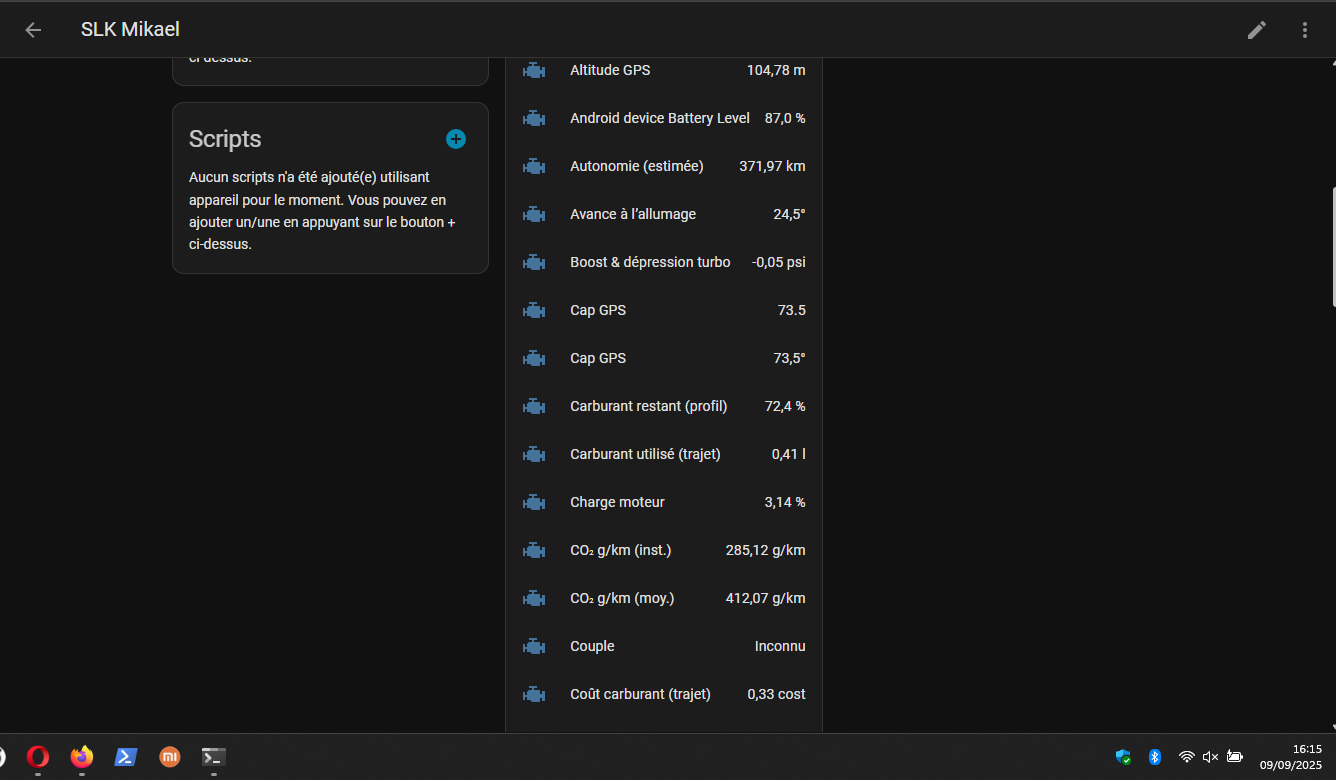 SLK Mikael
ci-dessus.
Scripts
Aucun scripts n'a été ajouté(e) utilisant
appareil pour le moment. Vous pouvez en
ajouter un/une en appuyant sur le bouton +
ci-dessus.
Altitude GPS 104,78 m
Android device Battery Level 87,0 %
Autonomie (estimée) 371,97 km
Avance à l’allumage 24,5°
Boost & dépression turbo -0,05 psi
Cap GPS 73.5
Cap GPS 73,5°
Carburant restant (profil) 72,4 %
Carburant utilisé (trajet) 0,41 l
Charge moteur 3,14 %
CO₂ g/km (inst.) 285,12 g/km
CO₂ g/km (moy.) 412,07 g/km
Couple Inconnu
Coût carburant (trajet) 0,33 cost
mi
16:15
09/09/2025